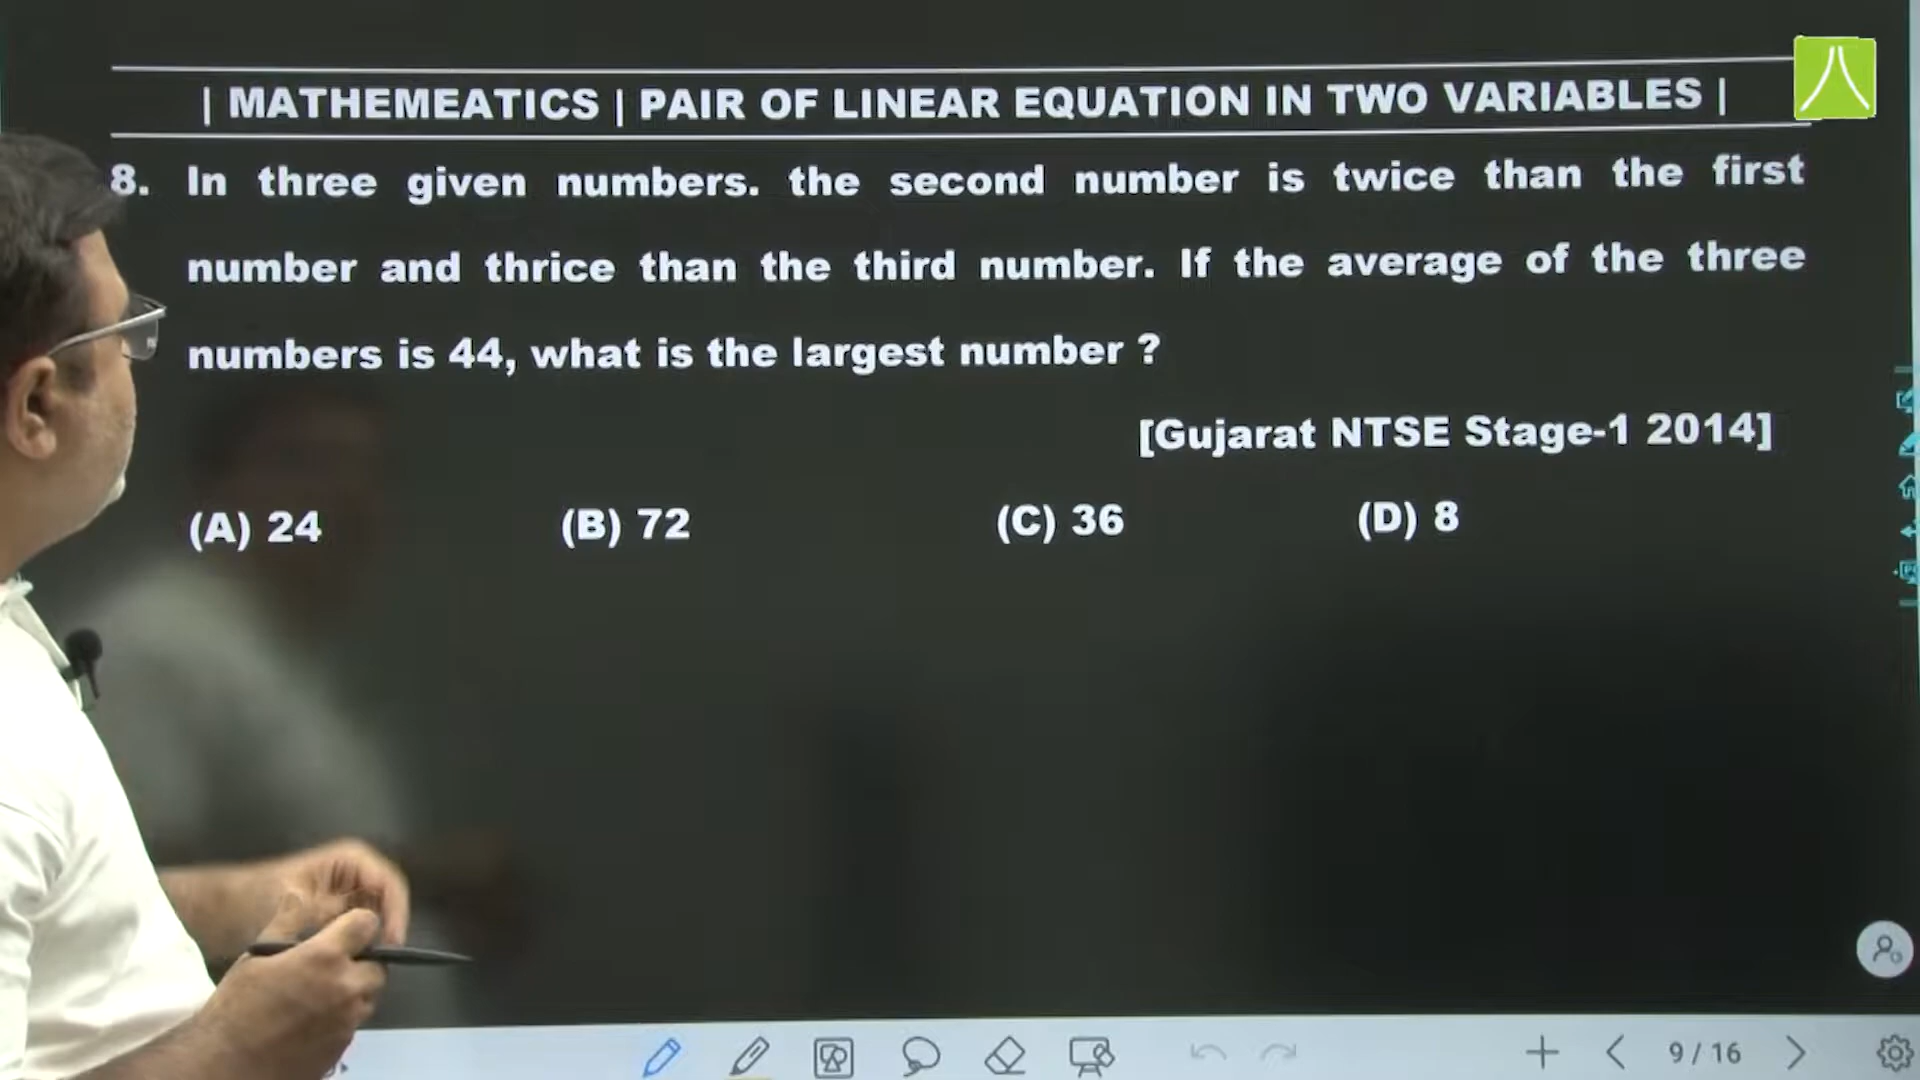 | MATHEMEATICS | PAIR OF LINEAR EQUATION IN TWO VARIABLES |
8. In three given numbers. the second number is twice than the first
number and thrice than the third number. If the average of the three
numbers is 44, what is the largest number ?
[Gujarat NTSE Stage-1 2014]
(A) 24 (B) 72 (C) 36 (D) 8
9 / 16